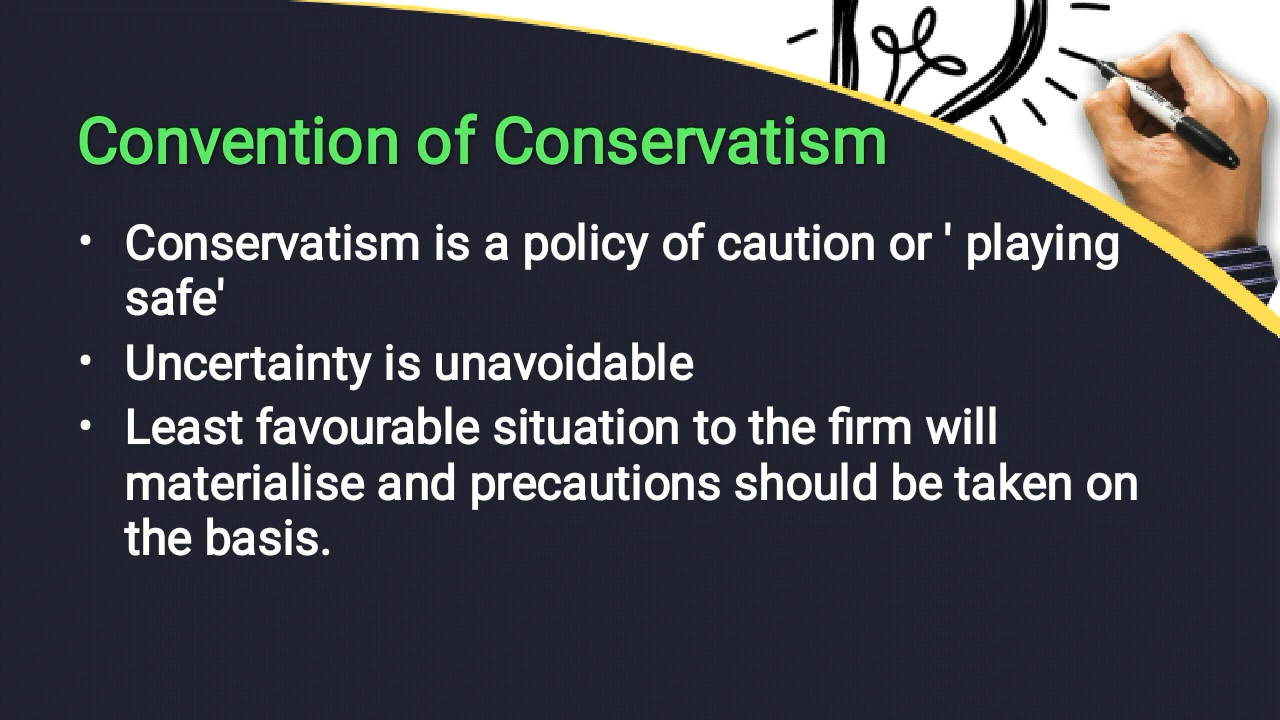 Convention of Conservatism
• Conservatism is a policy of caution or ' playing
safe'
• Uncertainty is unavoidable
• Least favourable situation to the firm will
materialise and precautions should be taken on
the basis.